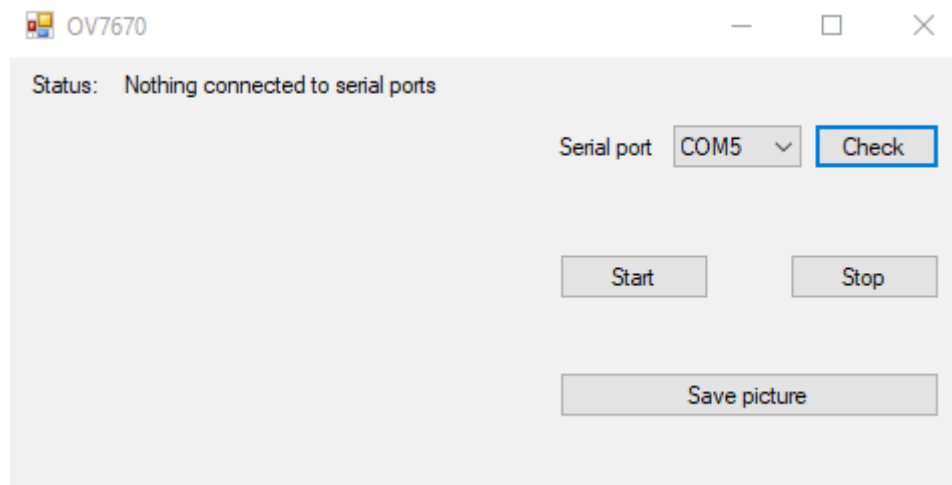 OV7670
Status: Nothing connected to serial ports
Serial port COM5 Check
Start Stop
Save picture